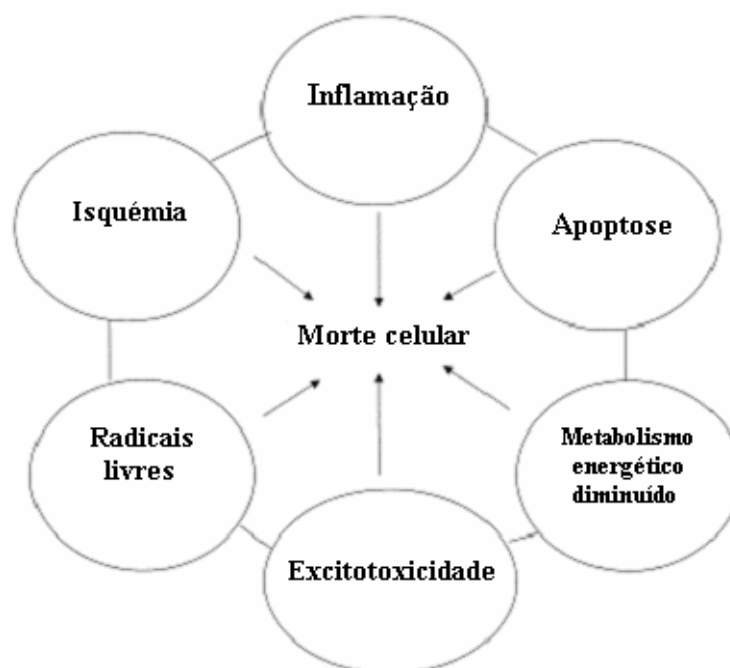 Inflamação
Isquémia
Apoptose
Morte celular
Radicais
livres
Metabolismo
energético
diminuído
Excitotoxicidade